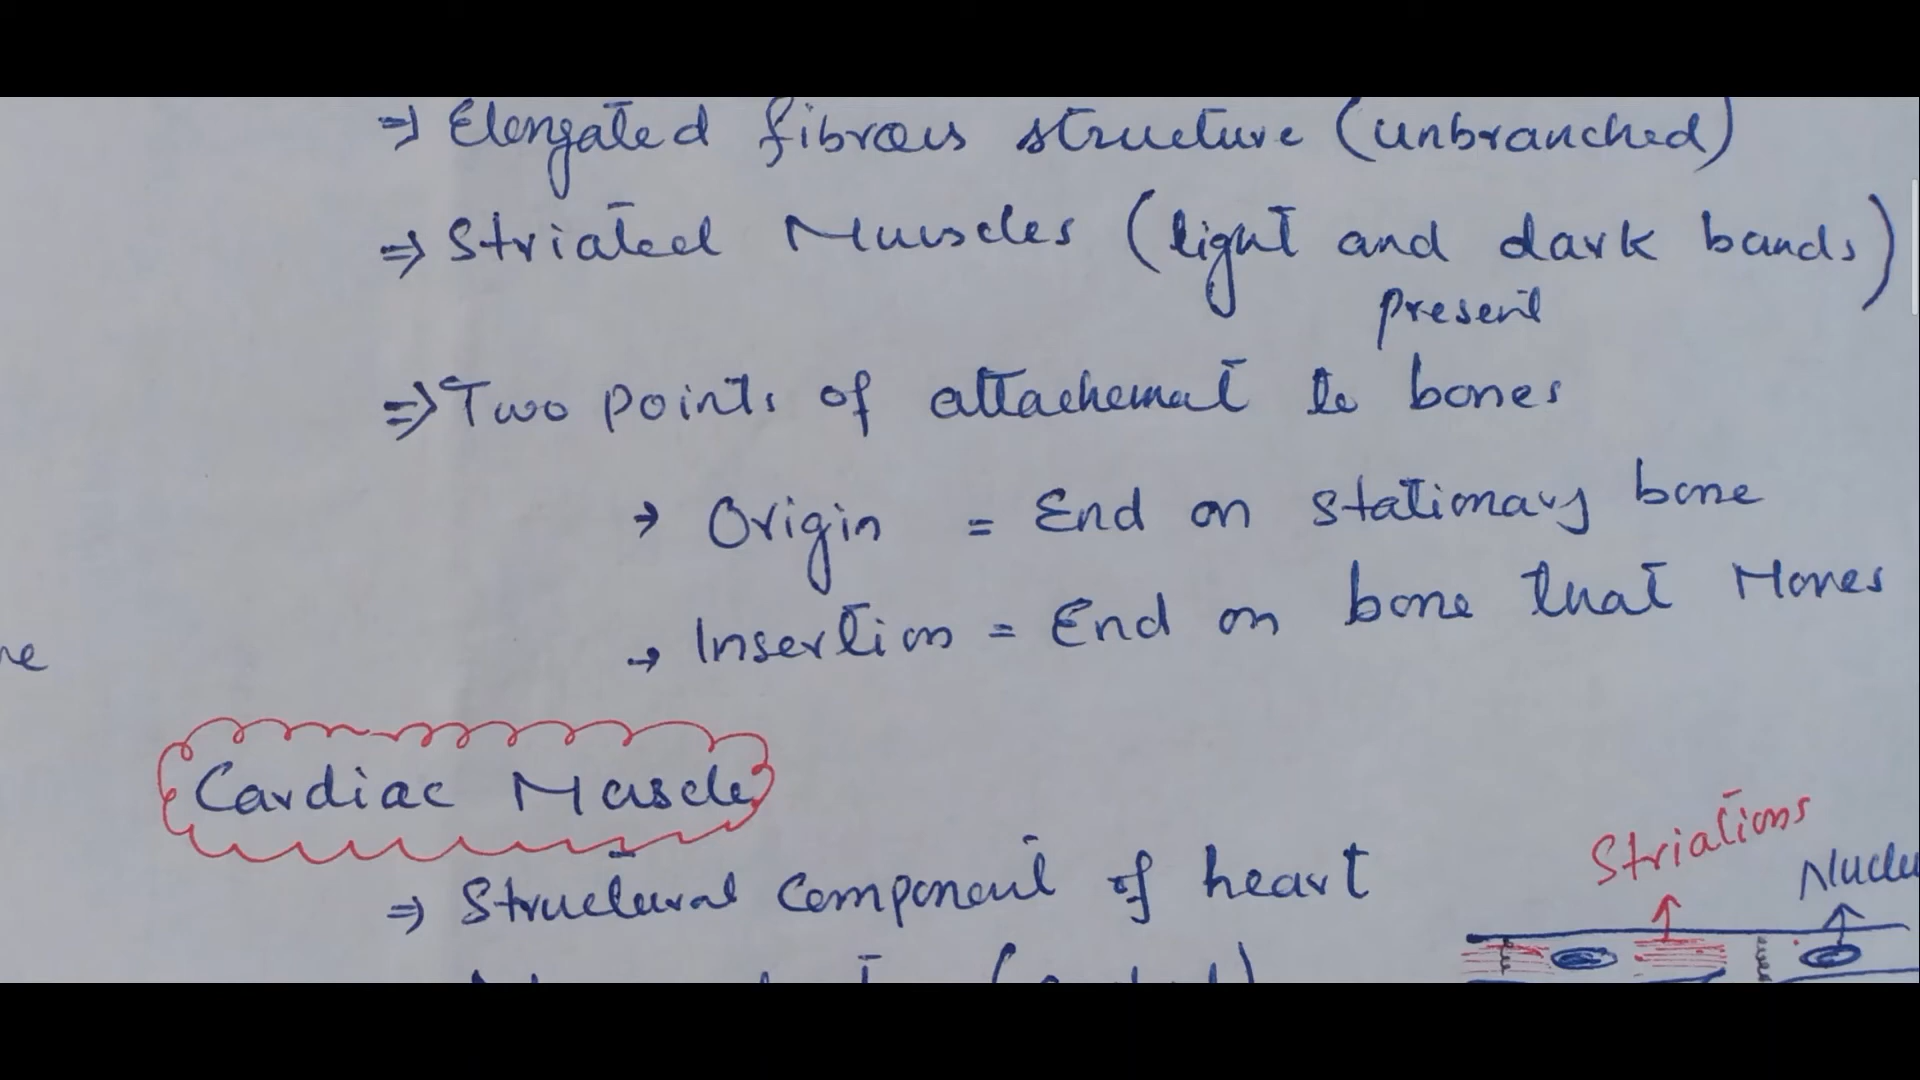 ⇒ Elongated fibrous structure (unbranched)
⇒ Striated Muscles (light and dark bands)
present
⇒ Two points of attachemat to bones
→ Origin = End on stationary bone
→ Insertion = End on bone that Moves
Cardiac Muscle
Striations
⇒ Structural component of heart